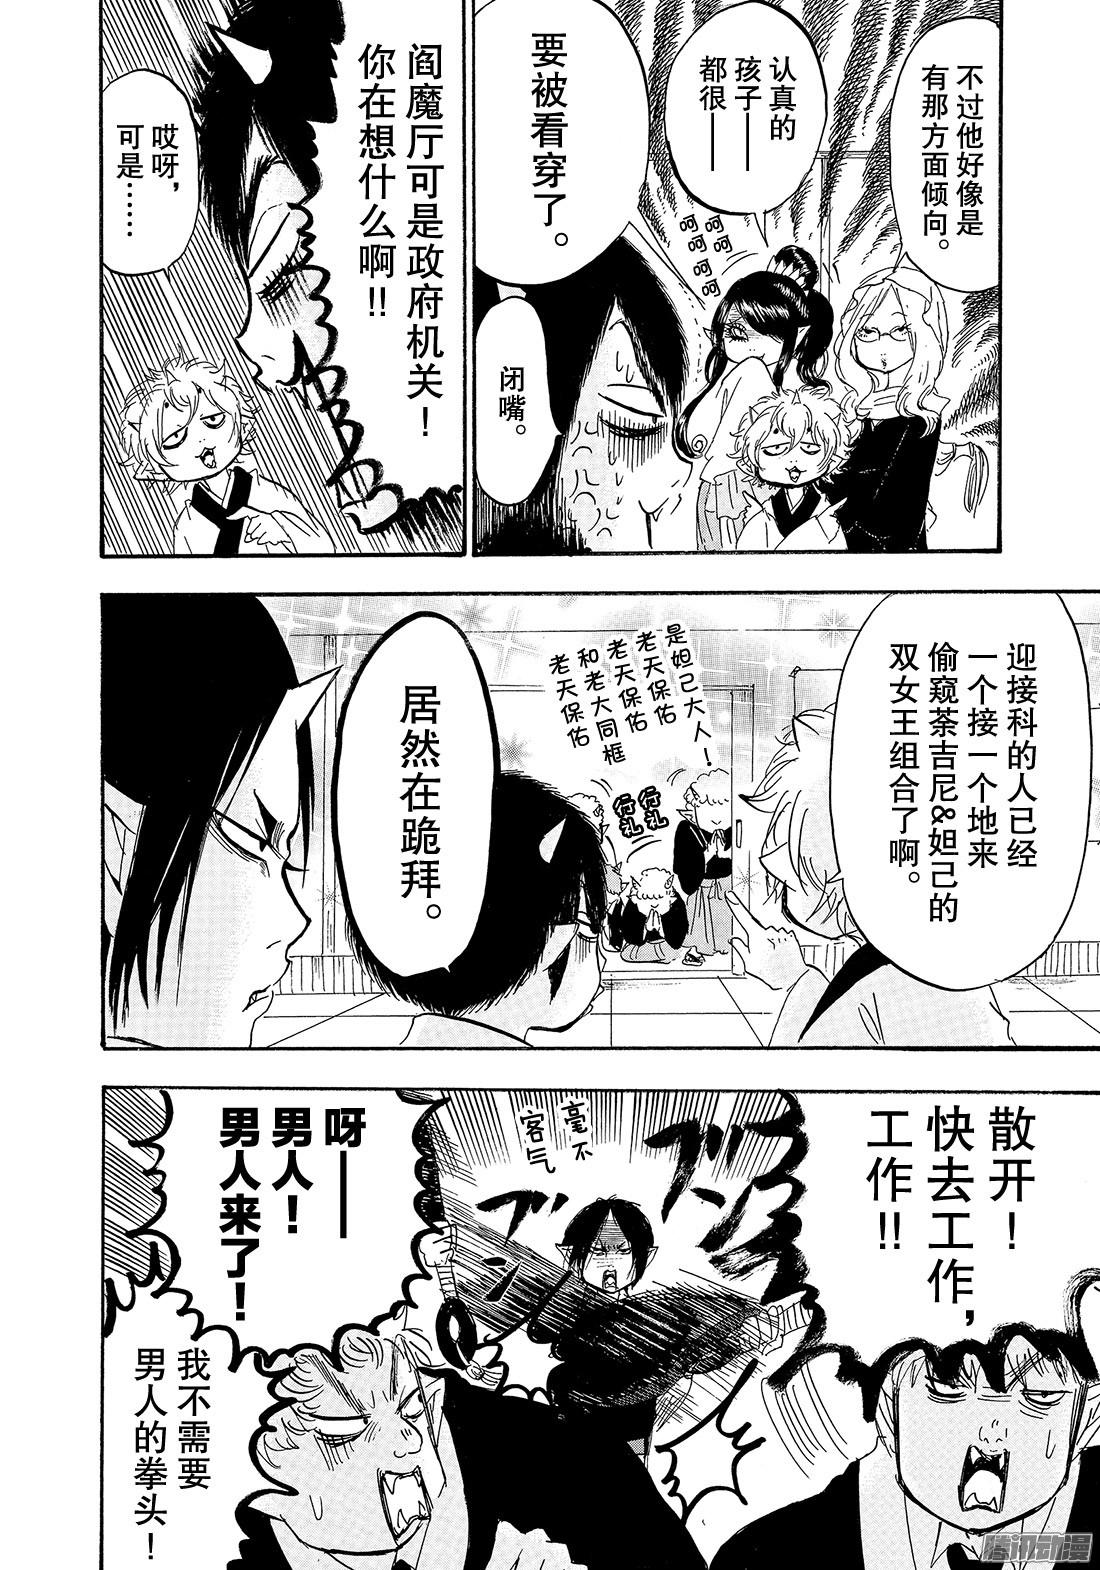 不过他好像是
有那方面倾向。
认真的
孩子
都很——
呵呵
呵呵
呵呵
要被看穿了。
闭嘴。
阎魔厅可是政府机关！
你在想什么啊!!
哎呀，
可是……
迎接科的人已经
一个接一个地来
偷窥荼吉尼&妲己的
双女王组合了啊。
是妲己大人！
老天保佑
老天保佑
和老大同框
老天保佑
行礼
行礼
居然在跪拜。
散开！
快去工作，
工作!!
ブンッ
ブンッ
毫不
客气
呀——
男人！
男人来了！
我不需要
男人的拳头！
腾讯动漫